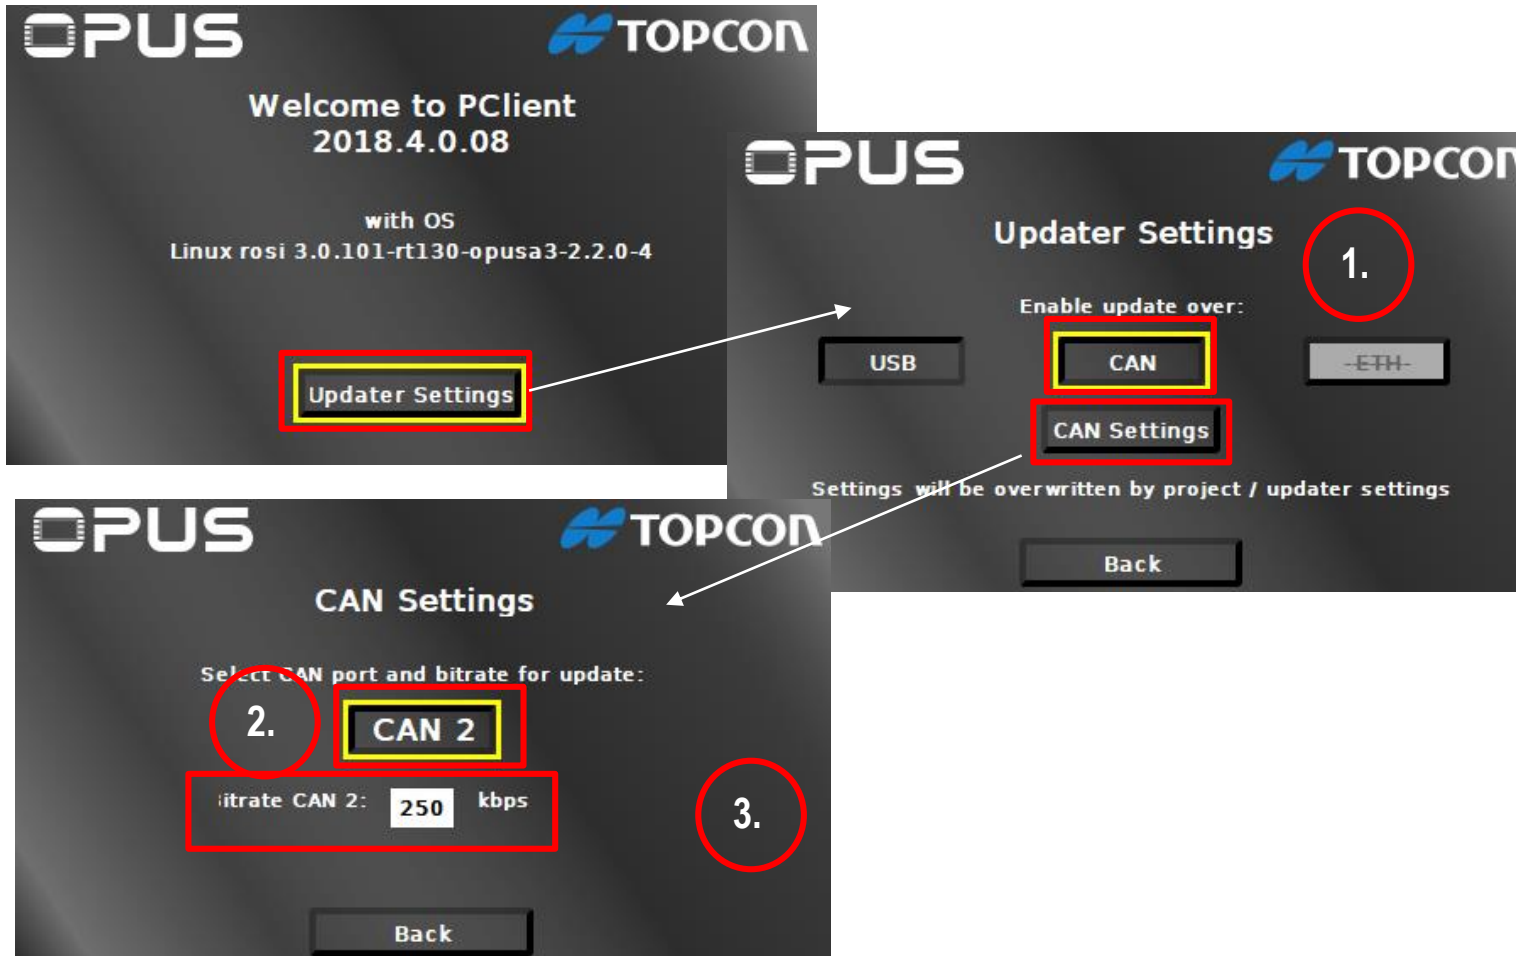 OPUS TOPCON
Welcome to PClient
2018.4.0.08
with OS
Linux rosi 3.0.101-rt130-opusa3-2.2.0-4
Updater Settings
OPUS TOPCON
Updater Settings
1.
Enable update over:
USB CAN ETH
CAN Settings
Settings will be overwritten by project / updater settings
Back
OPUS TOPCON
CAN Settings
Select CAN port and bitrate for update:
2. CAN 2
itrate CAN 2: 250 kbps
3.
Back